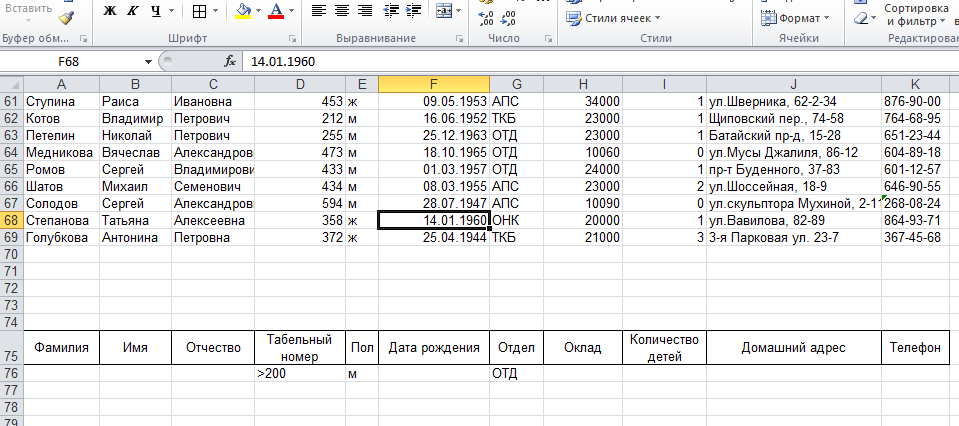 Вставить
Стили ячеек
Формат
Сортировка
и фильтр
Буфер обм... Шрифт Выравнивание Число Стили Ячейки Редактирован
F68 fx 14.01.1960
A B C D E F G H I J K
61 Ступина Раиса Ивановна 453 ж 09.05.1953 АПС 34000 1 ул.Шверника, 62-2-34 876-90-00
62 Котов Владимир Петрович 212 м 16.06.1952 ТКБ 23000 1 Щиповский пер., 74-58 764-68-95
63 Петелин Николай Петрович 255 м 25.12.1963 ОТД 23000 1 Батайский пр-д, 15-28 651-23-44
64 Медникова Вячеслав Александров 473 м 18.10.1965 ОТД 10060 0 ул.Мусы Джалиля, 86-12 604-89-18
65 Ромов Сергей Владимирови 433 м 01.03.1957 ОТД 24000 0 пр-т Буденного, 37-83 601-12-57
66 Шатов Михаил Семенович 434 м 08.03.1955 АПС 23000 2 ул.Шоссейная, 18-9 646-90-55
67 Солодов Сергей Александров 594 м 28.07.1947 АПС 10090 0 ул.скульптора Мухиной, 2-11 268-08-24
68 Степанова Татьяна Алексеевна 358 ж 14.01.1960 ОНК 20000 1 ул.Вавилова, 82-89 864-93-71
69 Голубкова Антонина Петровна 372 ж 25.04.1944 ТКБ 21000 3 3-я Парковая ул. 23-7 367-45-68
70
71
72
73
74
75 Фамилия Имя Отчество Табельный номер Пол Дата рождения Отдел Оклад Количество детей Домашний адрес Телефон
76 >200 м ОТД
77
78
79